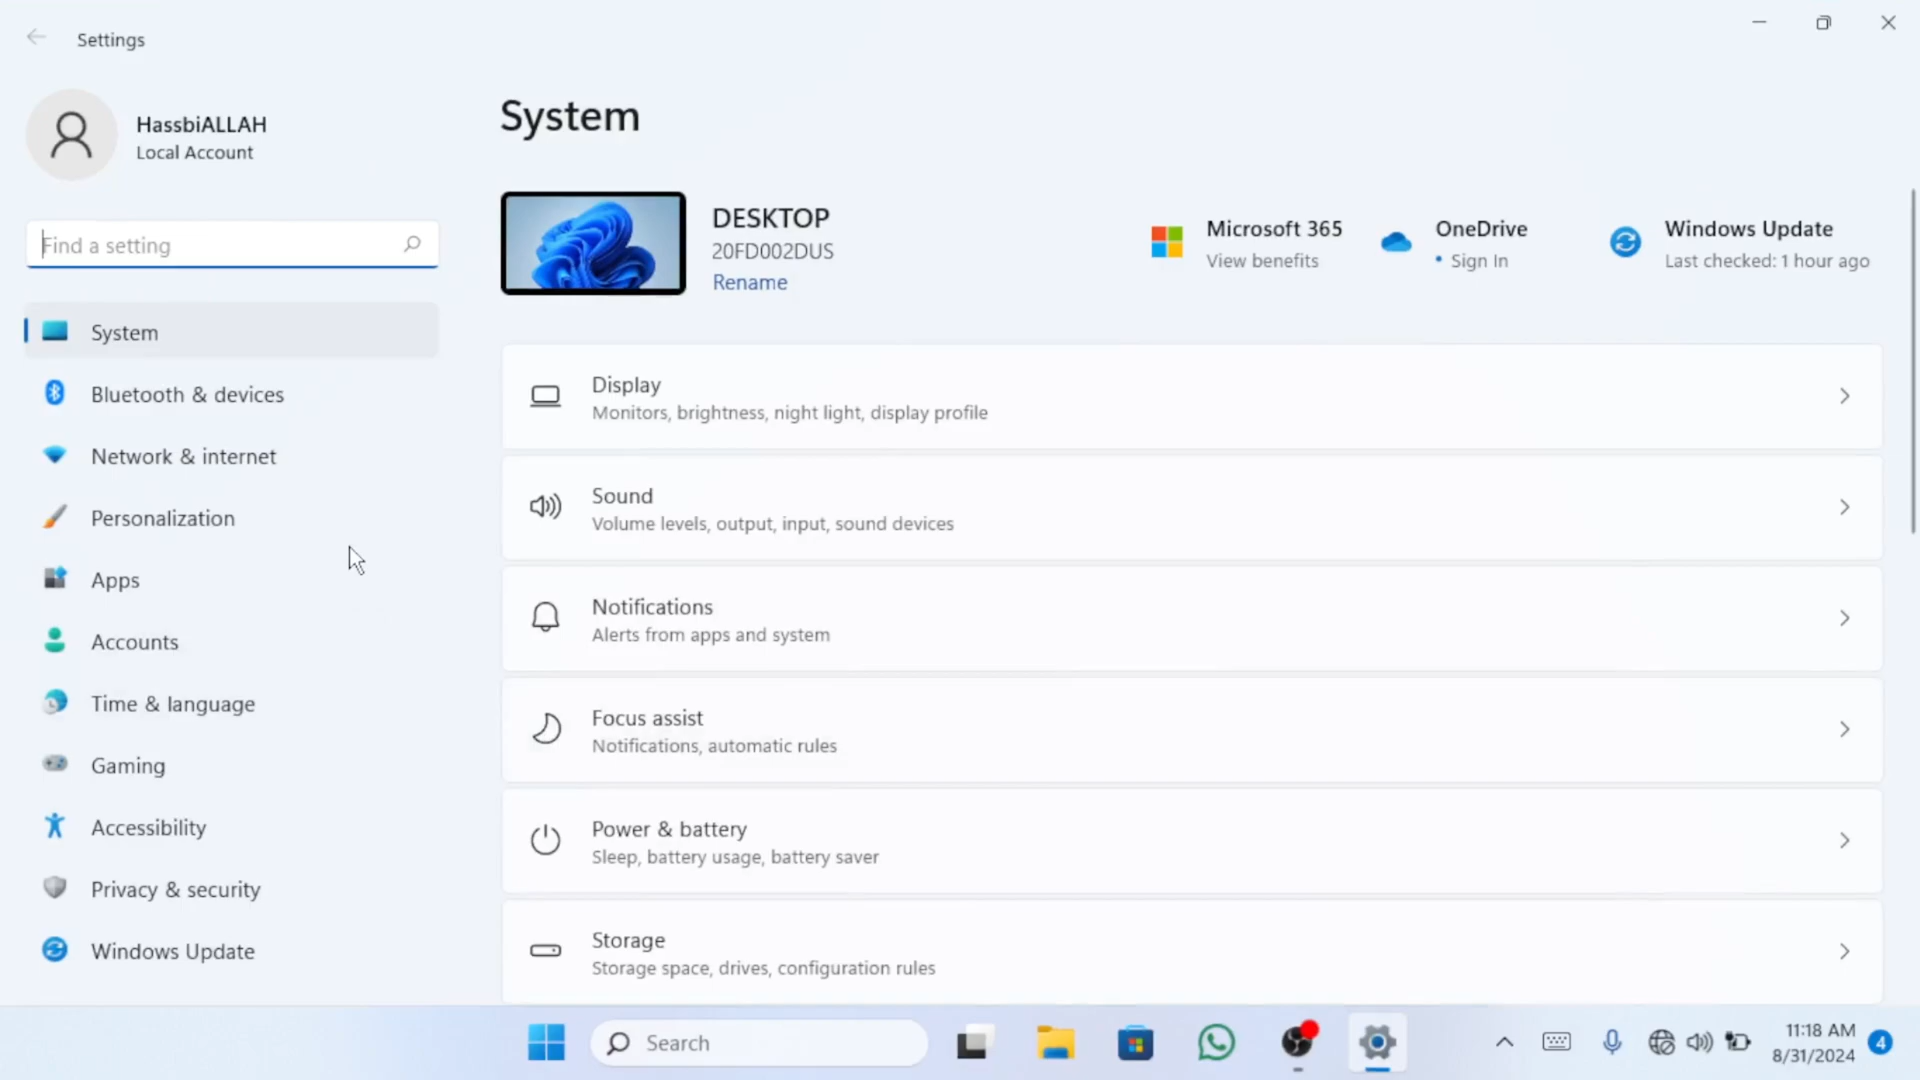 Settings
HassbiALLAH
Local Account
Find a setting
System
Bluetooth & devices
Network & internet
Personalization
Apps
Accounts
Time & language
Gaming
Accessibility
Privacy & security
Windows Update
System
DESKTOP
20FD002DUS
Rename
Microsoft 365
View benefits
OneDrive
• Sign In
Windows Update
Last checked: 1 hour ago
Display
Monitors, brightness, night light, display profile
Sound
Volume levels, output, input, sound devices
Notifications
Alerts from apps and system
Focus assist
Notifications, automatic rules
Power & battery
Sleep, battery usage, battery saver
Storage
Storage space, drives, configuration rules
Search
11:18 AM
8/31/2024
4